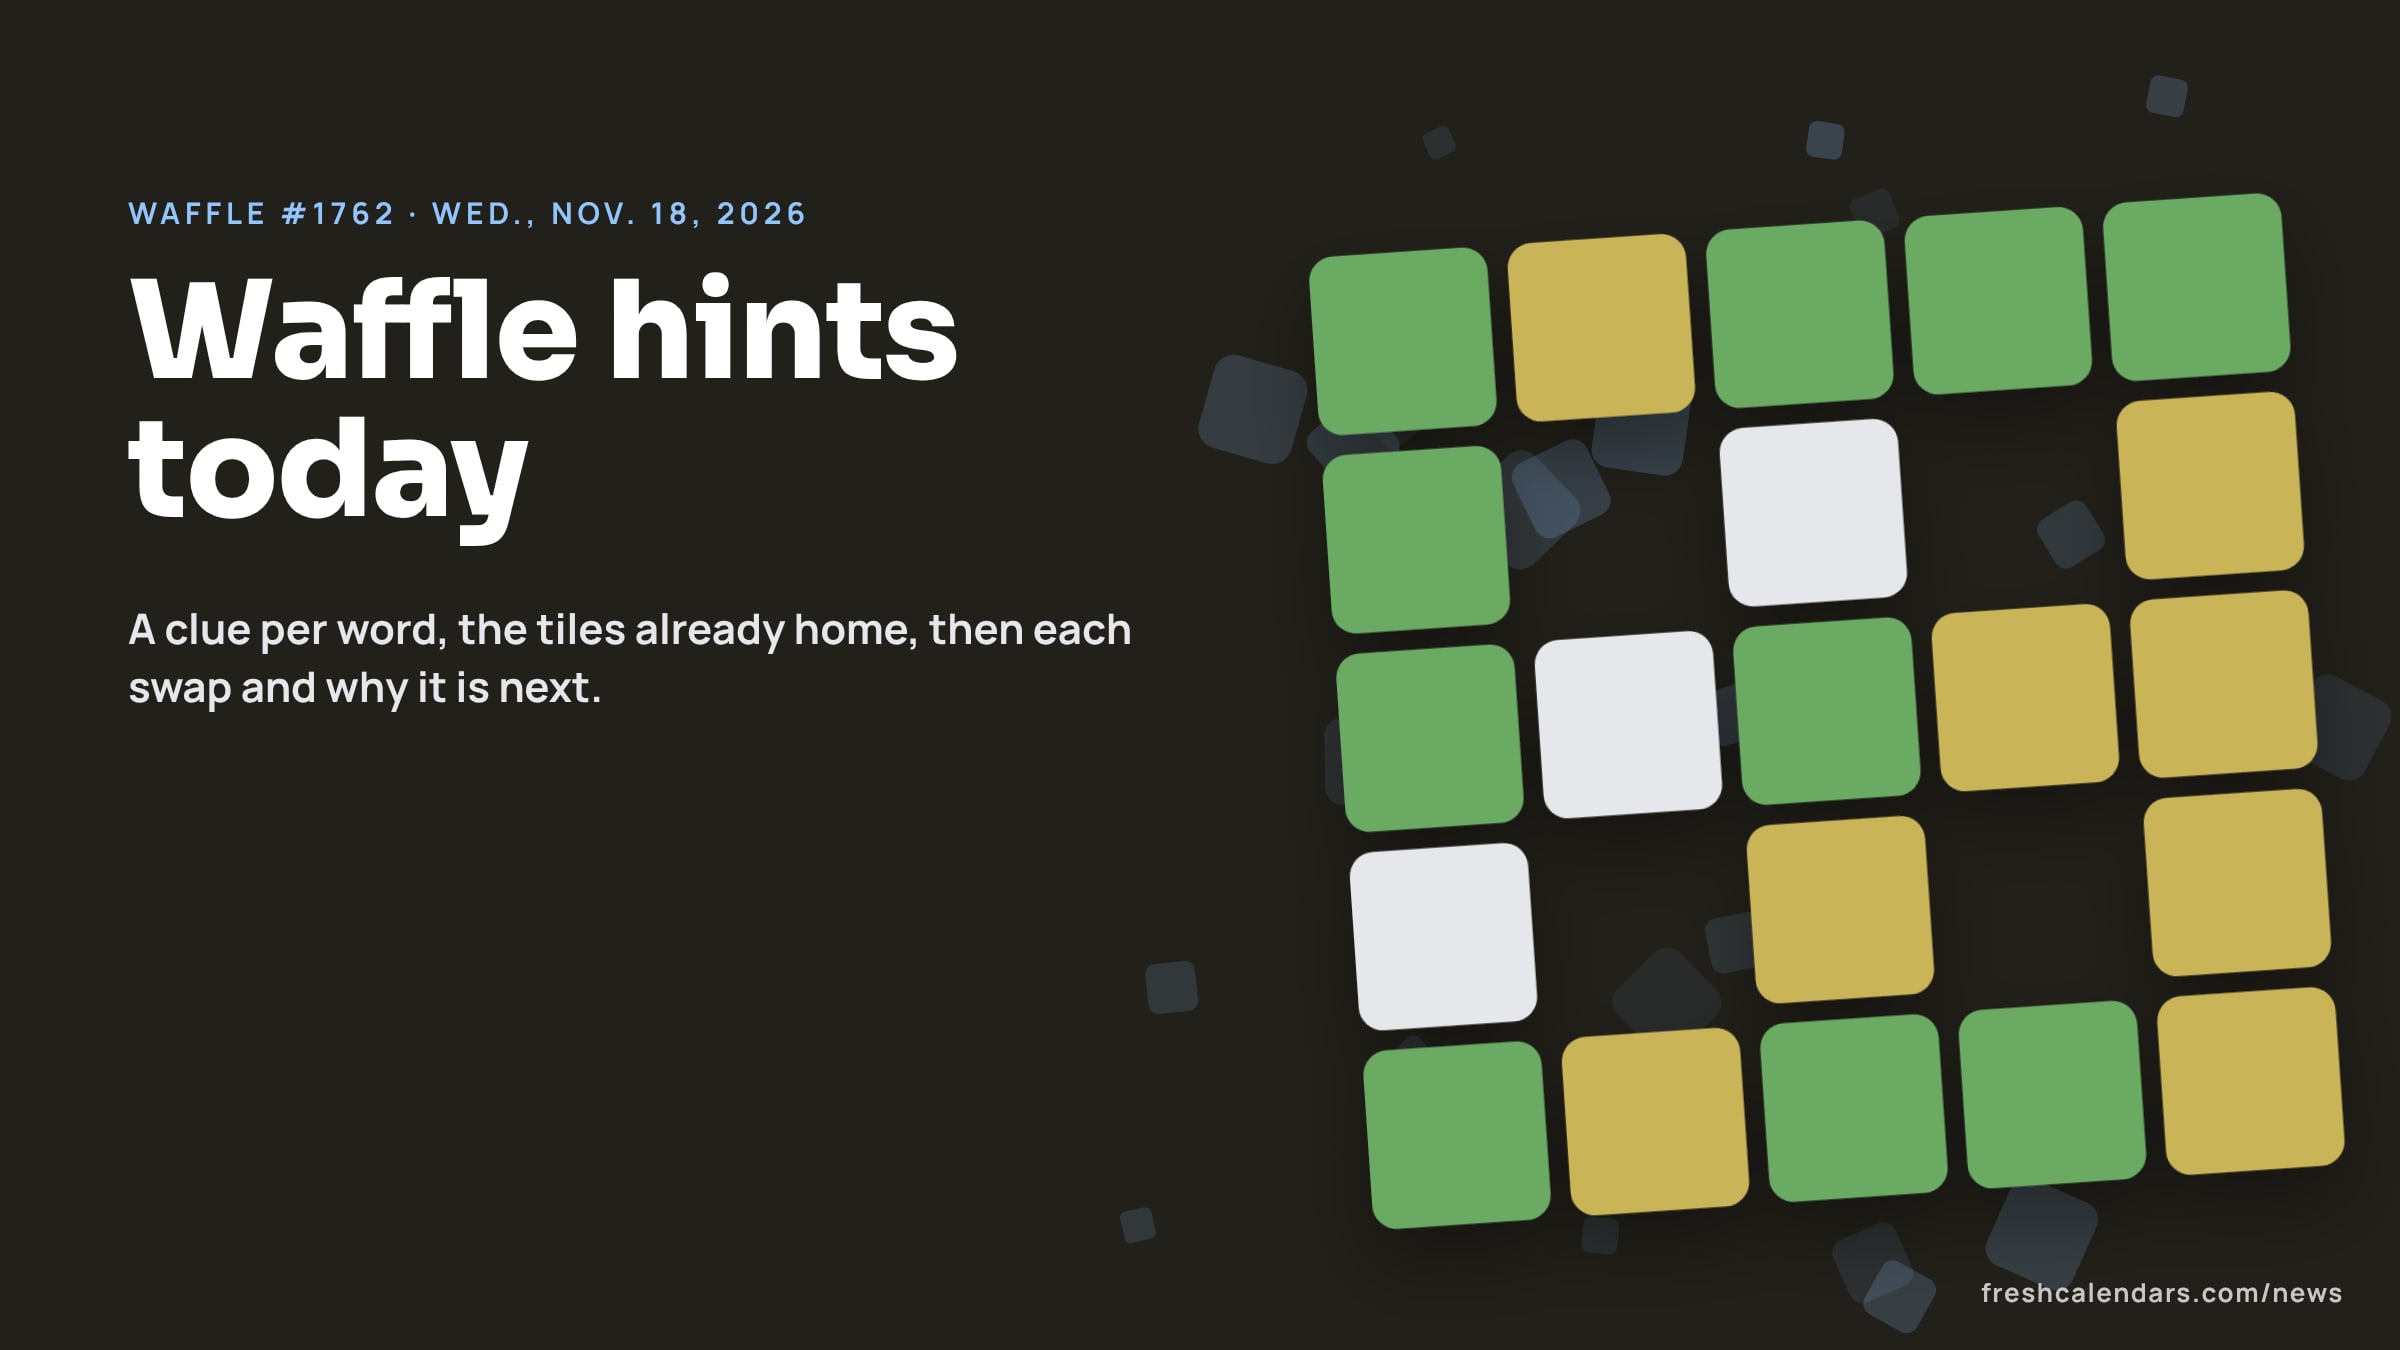 WAFFLE #1762 · WED., NOV. 18, 2026
Waffle hints
today
A clue per word, the tiles already home, then each
swap and why it is next.
freshcalendars.com/news